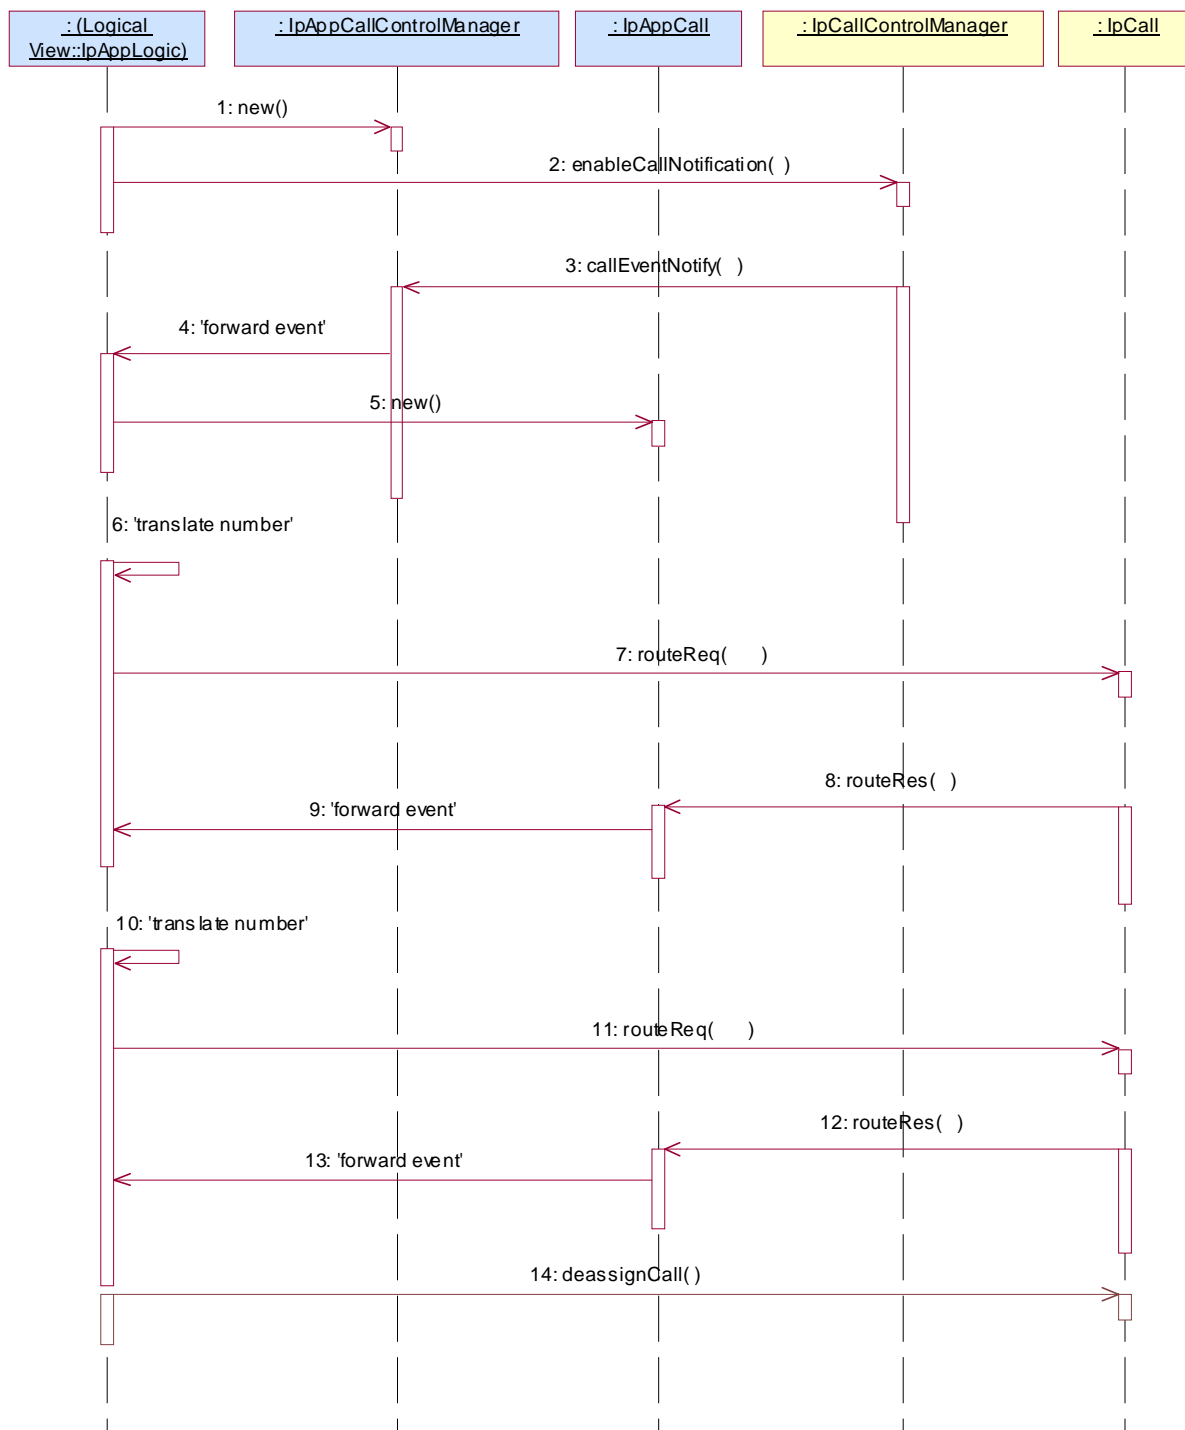 : (Logical
View::IpAppLogic)
: IpAppCallControlManager
: IpAppCall
: IpCallControlManager
: IpCall
1: new()
2: enableCallNotification( )
3: callEventNotify( )
4: 'forward event'
5: new()
6: 'translate number'
7: routeReq( )
8: routeRes( )
9: 'forward event'
10: 'translate number'
11: routeReq( )
12: routeRes( )
13: 'forward event'
14: deassignCall( )